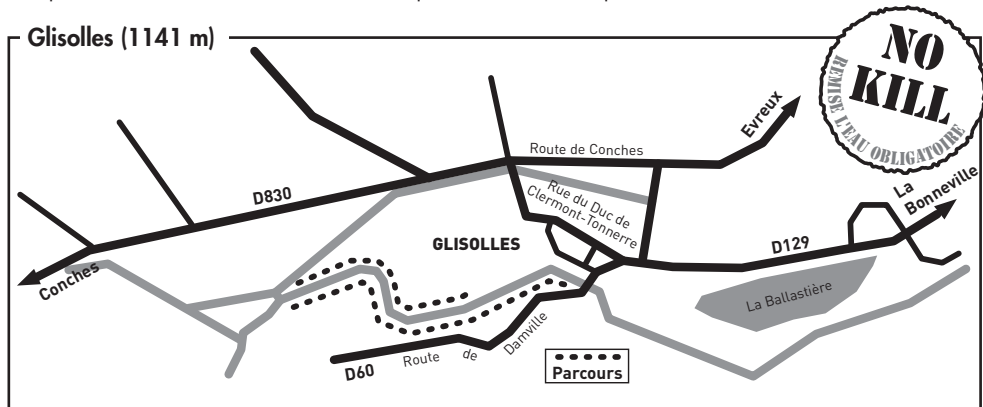 Glisolles (1141 m)
NO
KILL
REMISE L'EAU OBLIGATOIRE
Evreux
Route de Conches
Rue du Duc de
Clermont-Tonnerre
La
Bonneville
D830
GLISOLLES
D129
Conches
La Ballastière
Route de Damville
D60
Parcours